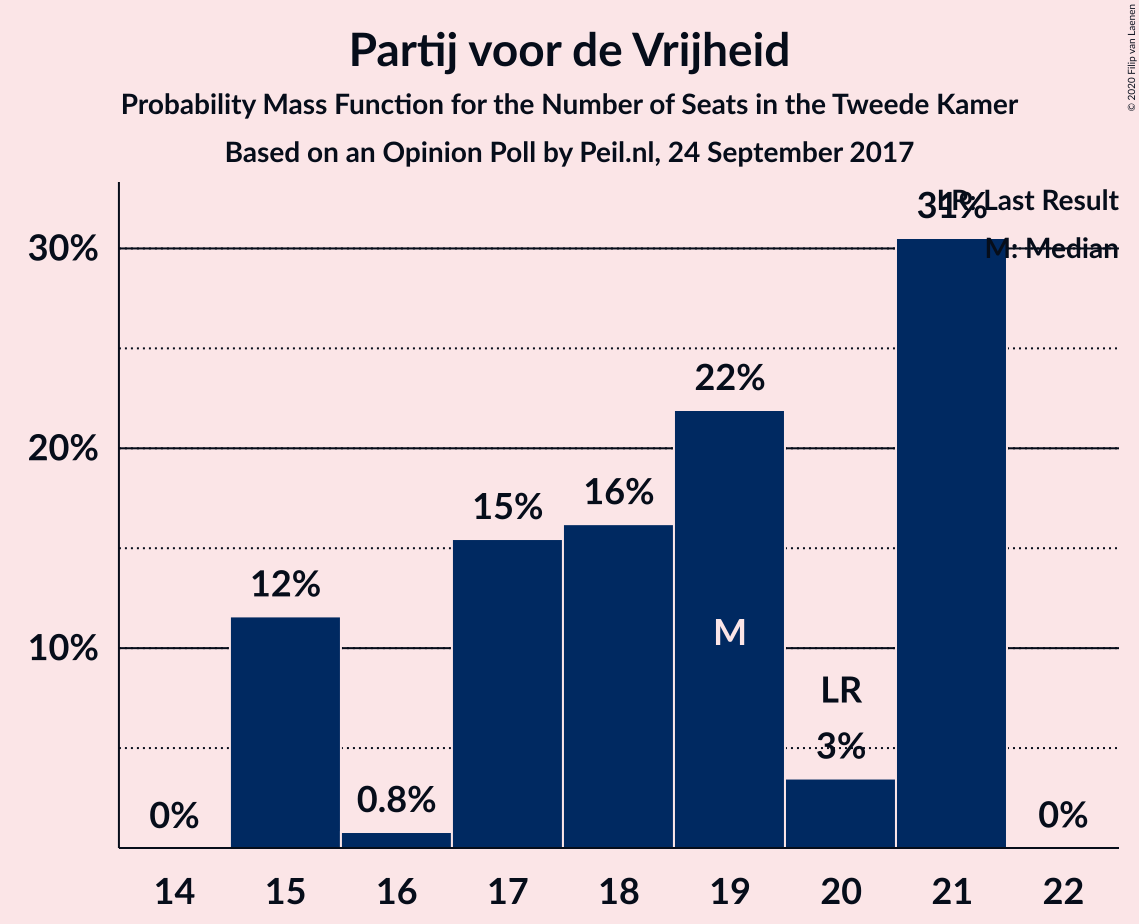 Partij voor de Vrijheid
Probability Mass Function for the Number of Seats in the Tweede Kamer
Based on an Opinion Poll by Peil.nl, 24 September 2017
© 2020 Filip van Laenen
LR: Last Result
M: Median
30%
20%
10%
0%
12%
0.8%
15%
16%
22%
M
LR
3%
31%
0%
14 15 16 17 18 19 20 21 22